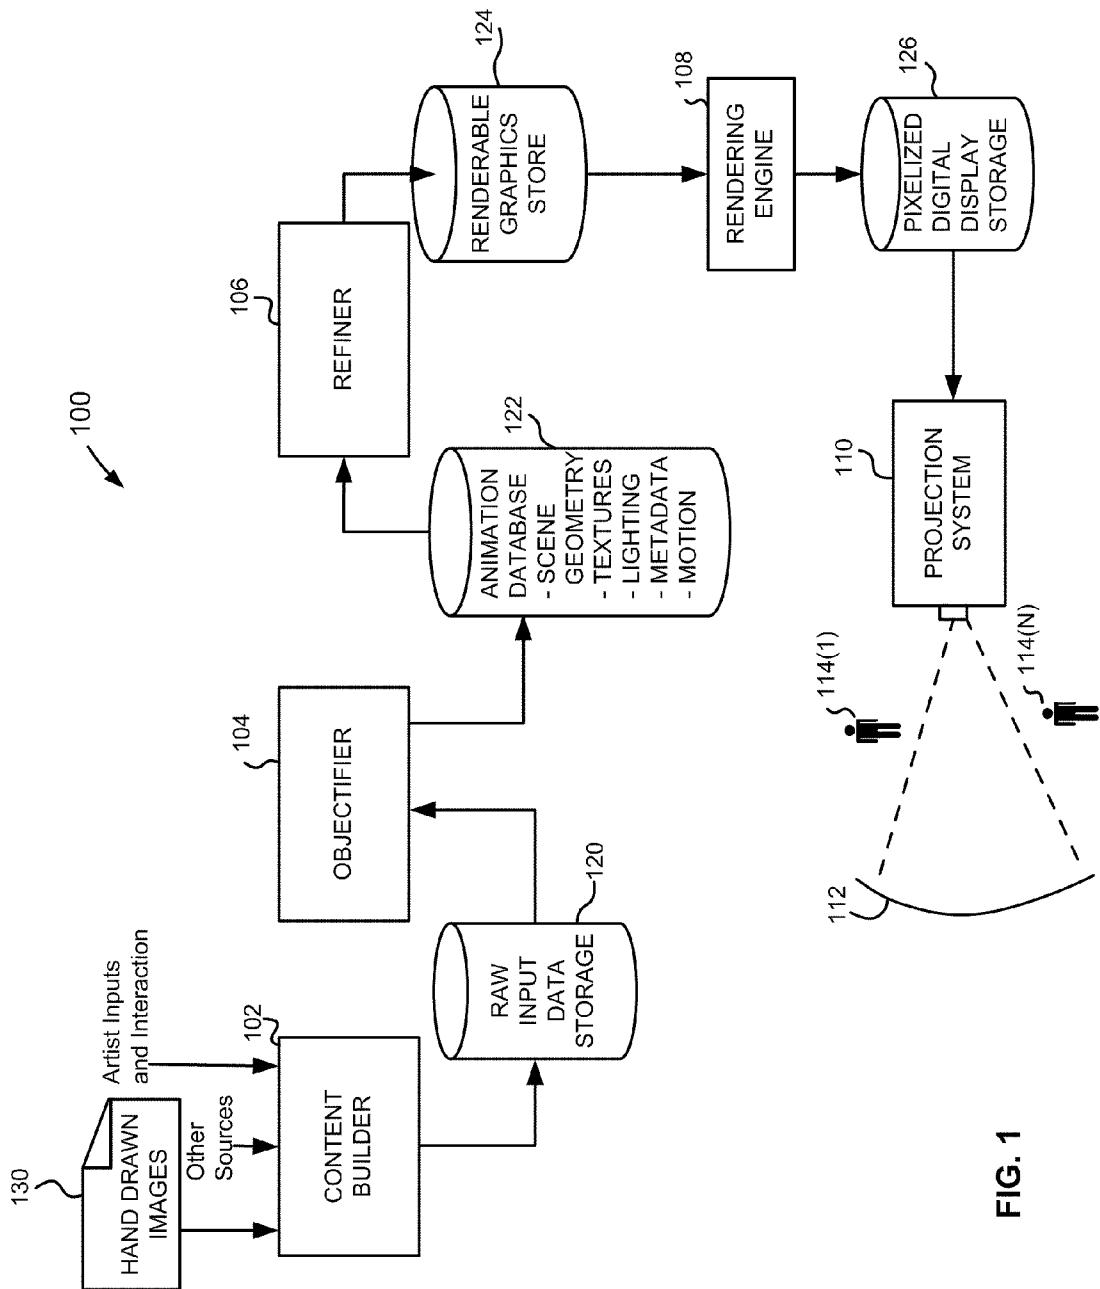 100
130
HAND DRAWN
IMAGES
Other
Sources
Artist Inputs
and Interaction
102
CONTENT
BUILDER
RAW
INPUT
DATA
STORAGE
120
104
OBJECTIFIER
ANIMATION
DATABASE
- SCENE
GEOMETRY
- TEXTURES
- LIGHTING
- METADATA
- MOTION
122
106
REFINER
RENDERABLE
GRAPHICS
STORE
124
108
RENDERING
ENGINE
PIXELIZED
DIGITAL
DISPLAY
STORAGE
126
110
PROJECTION
SYSTEM
112
114(1)
114(N)
FIG. 1